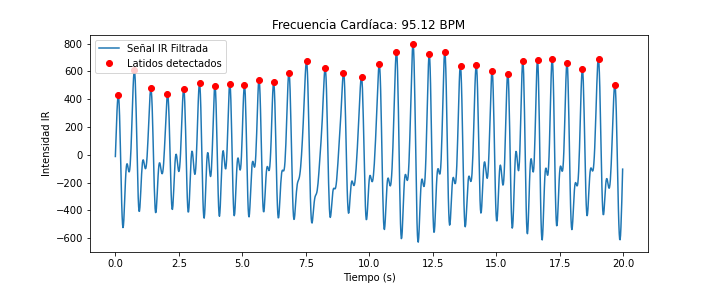 Frecuencia Cardíaca: 95.12 BPM
Señal IR Filtrada
Latidos detectados
Intensidad IR
800
600
400
200
0
−200
−400
−600
0.0 2.5 5.0 7.5 10.0 12.5 15.0 17.5 20.0
Tiempo (s)